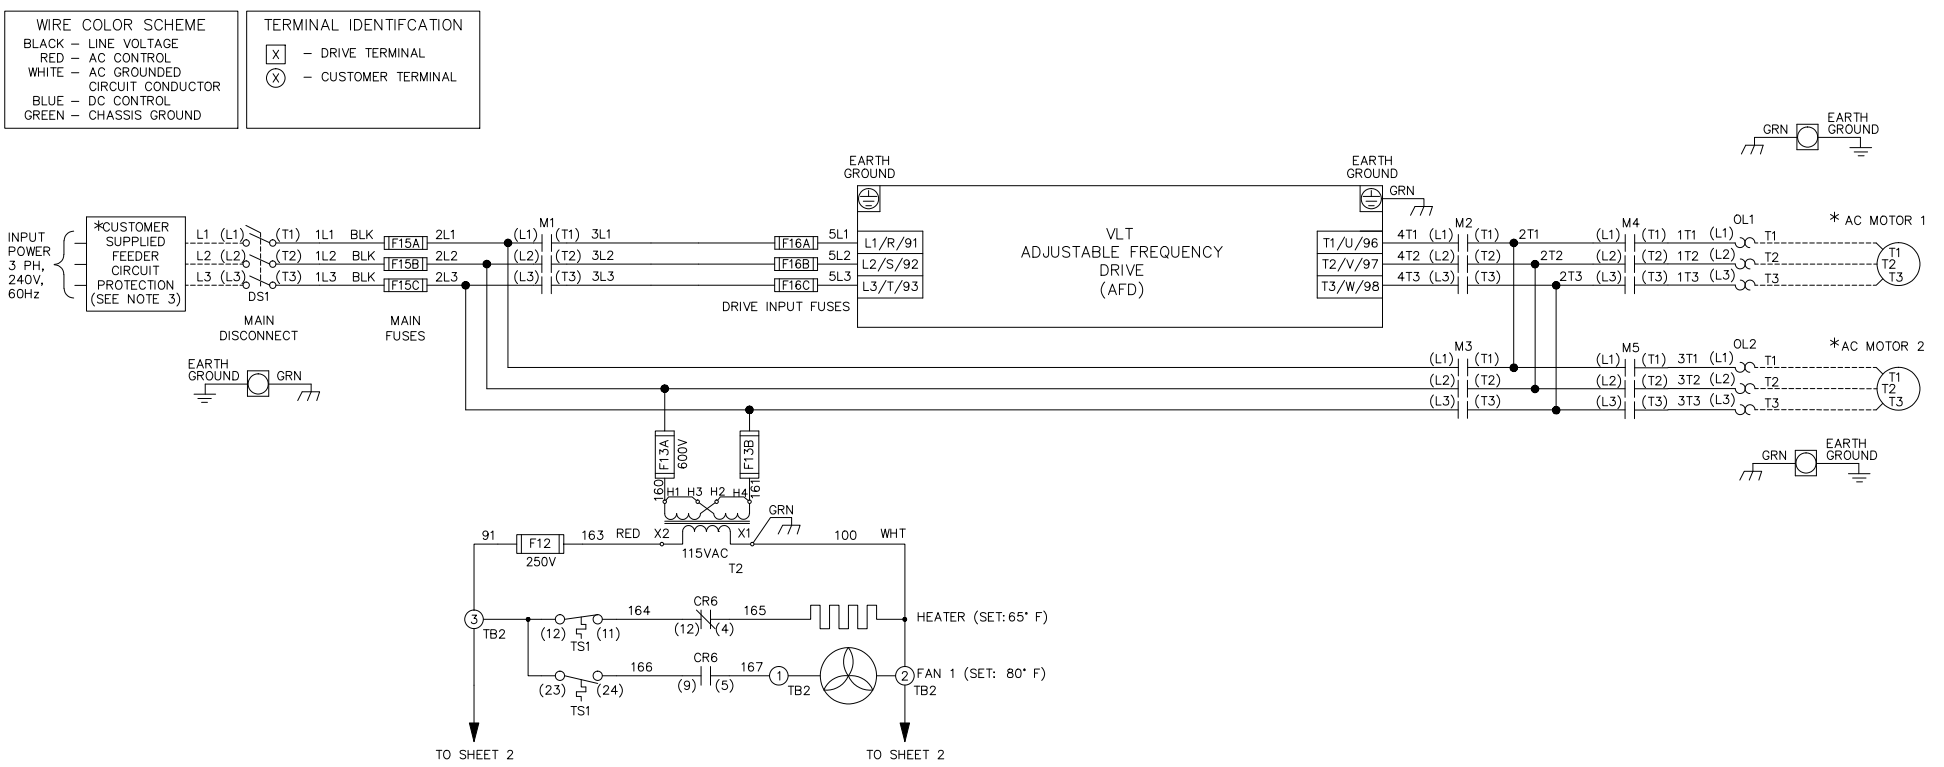 WIRE COLOR SCHEME
BLACK – LINE VOLTAGE
RED – AC CONTROL
WHITE – AC GROUNDED
CIRCUIT CONDUCTOR
BLUE – DC CONTROL
GREEN – CHASSIS GROUND
TERMINAL IDENTIFCATION
X – DRIVE TERMINAL
X – CUSTOMER TERMINAL
GRN
EARTH
GROUND
INPUT
POWER
3 PH,
240V,
60Hz
*CUSTOMER
SUPPLIED
FEEDER
CIRCUIT
PROTECTION
(SEE NOTE 3)
L1 (L1) (T1) 1L1 BLK F15A 2L1 (L1) M1 (T1) 3L1 F16A 5L1 L1/R/91
L2 (L2) (T2) 1L2 BLK F15B 2L2 (L2) (T2) 3L2 F16B 5L2 L2/S/92
L3 (L3) (T3) 1L3 BLK F15C 2L3 (L3) (T3) 3L3 F16C 5L3 L3/T/93
DS1
MAIN
DISCONNECT
MAIN
FUSES
DRIVE INPUT FUSES
EARTH
GROUND
VLT
ADJUSTABLE FREQUENCY
DRIVE
(AFD)
EARTH
GROUND
GRN
T1/U/96 4T1 (L1) M2 (T1) 2T1 (L1) M4 (T1) 1T1 (L1) OL1 T1
T2/V/97 4T2 (L2) (T2) 2T2 (L2) (T2) 1T2 (L2) T2
T3/W/98 4T3 (L3) (T3) 2T3 (L3) (T3) 1T3 (L3) T3
* AC MOTOR 1
T1
T2
T3
EARTH
GROUND
GRN
(L1) M3 (T1) (L1) M5 (T1) 3T1 (L1) OL2 T1
(L2) (T2) (L2) (T2) 3T2 (L2) T2
(L3) (T3) (L3) (T3) 3T3 (L3) T3
* AC MOTOR 2
T1
T2
T3
GRN
EARTH
GROUND
F13A
600V
F13B
160
H1 H3 H2 H4
161
GRN
91 F12 163 RED X2 X1 100 WHT
250V
115VAC
T2
3
TB2
(12) (11)
TS1
164
CR6
(12) (4)
165
HEATER (SET:65° F)
(23) (24)
TS1
166
CR6
(9) (5)
167
1
TB2
2
TB2
FAN 1 (SET: 80° F)
TO SHEET 2
TO SHEET 2